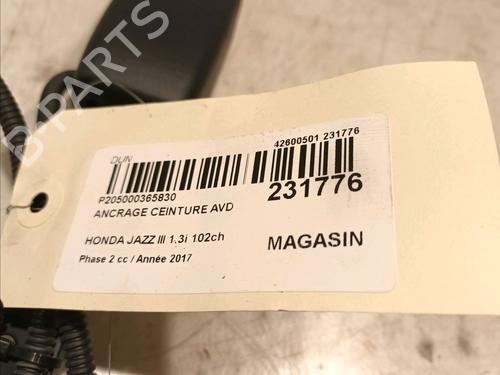 B-PARTS
DUN
42600501 231776
P205000365830
231776
ANCRAGE CEINTURE AVD
HONDA JAZZ III 1.3i 102ch
MAGASIN
Phase 2 cc / Année 2017